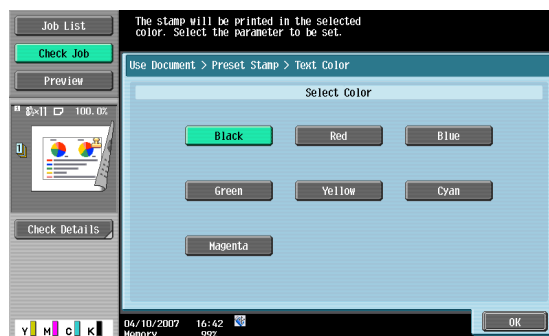 Job List
The stamp will be printed in the selected
color. Select the parameter to be set.
Check Job
Use Document > Preset Stamp > Text Color
Preview
Select Color
100.0%
Black
Red
Blue
Green
Yellow
Cyan
Check Details
Magenta
04/10/2007 16:42
OK
Y M C K
Memory 99%